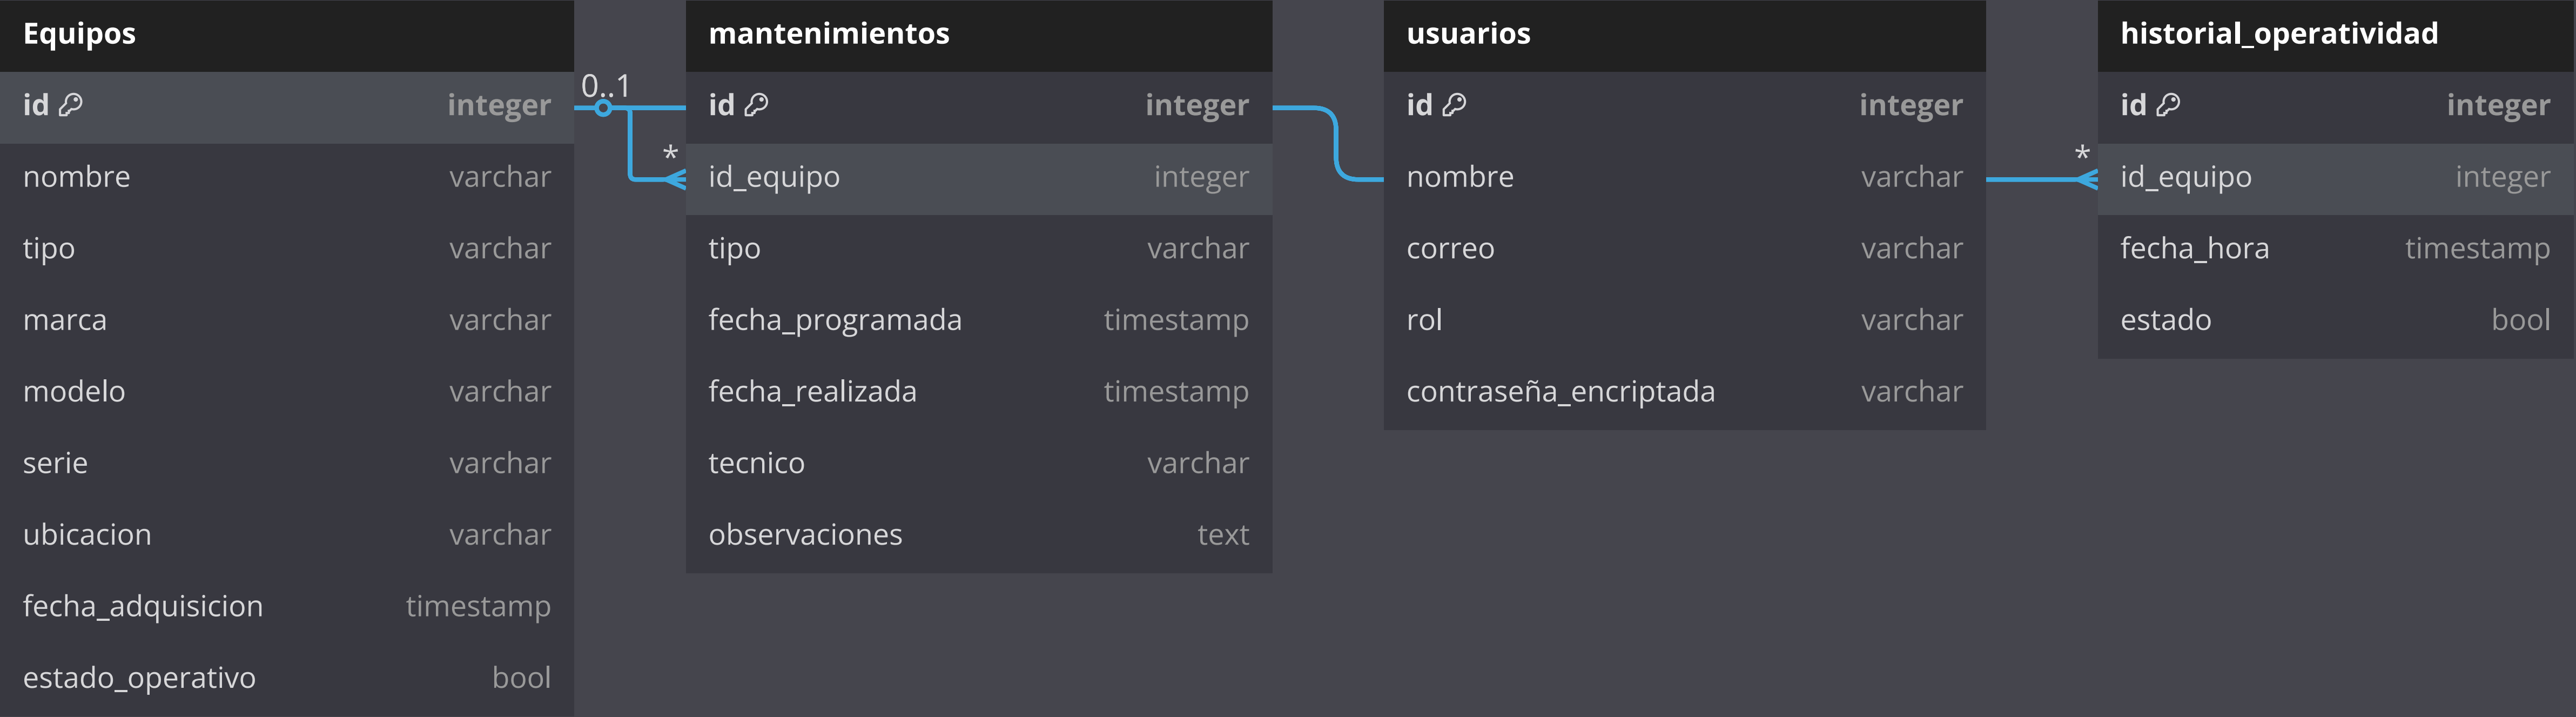 Equipos
id integer
nombre varchar
tipo varchar
marca varchar
modelo varchar
serie varchar
ubicacion varchar
fecha_adquisicion timestamp
estado_operativo bool
0..1
*
mantenimientos
id integer
id_equipo integer
tipo varchar
fecha_programada timestamp
fecha_realizada timestamp
tecnico varchar
observaciones text
usuarios
id integer
nombre varchar
correo varchar
rol varchar
contraseña_encriptada varchar
*
historial_operatividad
id integer
id_equipo integer
fecha_hora timestamp
estado bool